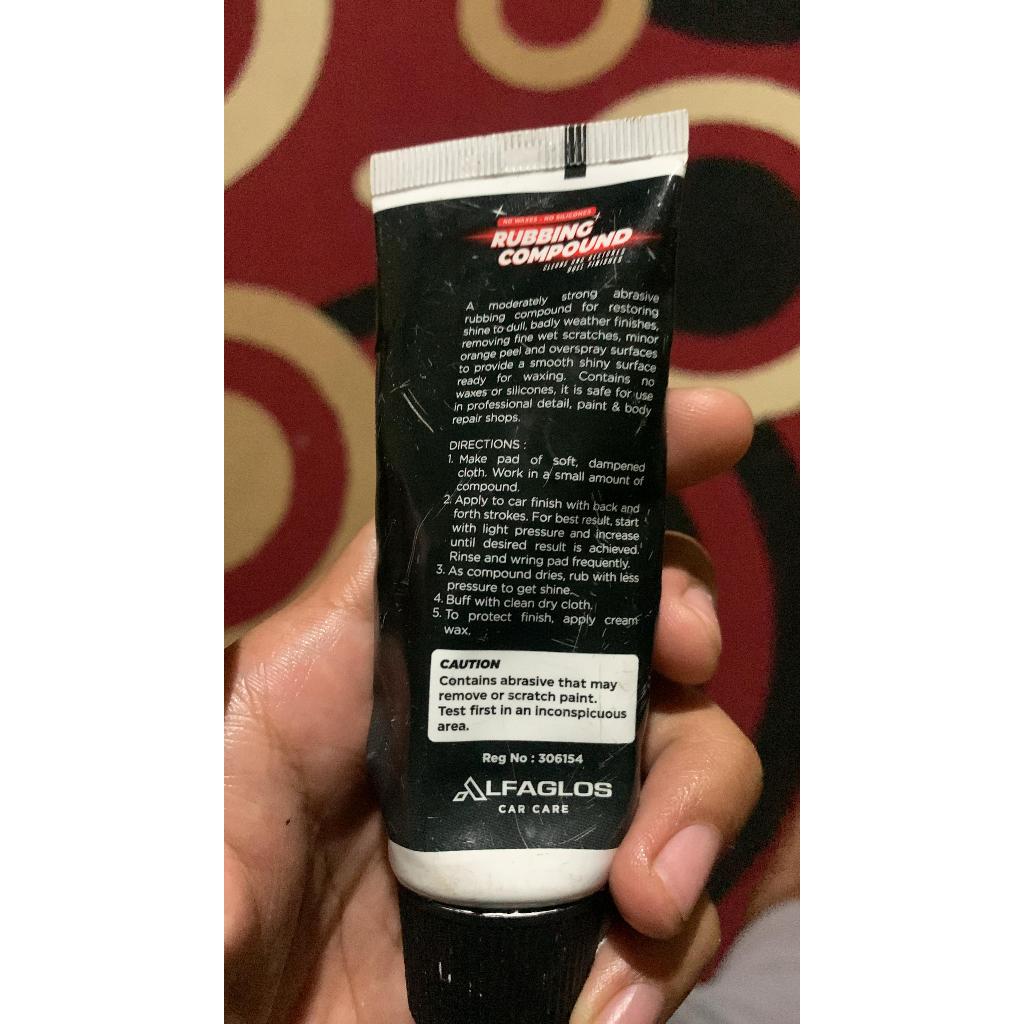 NO WAXES - NO SILICONES
RUBBING
COMPOUND
CLEANS AND RESTORES
DULL FINISHES
A moderately strong abrasive
rubbing compound for restoring
shine to dull, badly weather finishes,
removing fine wet scratches, minor
orange peel and overspray surfaces
to provide a smooth shiny surface
ready for waxing. Contains no
waxes or silicones, it is safe for use
in professional detail, paint & body
repair shops.
DIRECTIONS :
1. Make pad of soft, dampened
cloth. Work in a small amount of
compound.
2. Apply to car finish with back and
forth strokes. For best result, start
with light pressure and increase
until desired result is achieved.
Rinse and wring pad frequently.
3. As compound dries, rub with less
pressure to get shine.
4. Buff with clean dry cloth.
5. To protect finish, apply cream
wax.
CAUTION
Contains abrasive that may
remove or scratch paint.
Test first in an inconspicuous
area.
Reg No : 306154
ALFAGLOS
CAR CARE